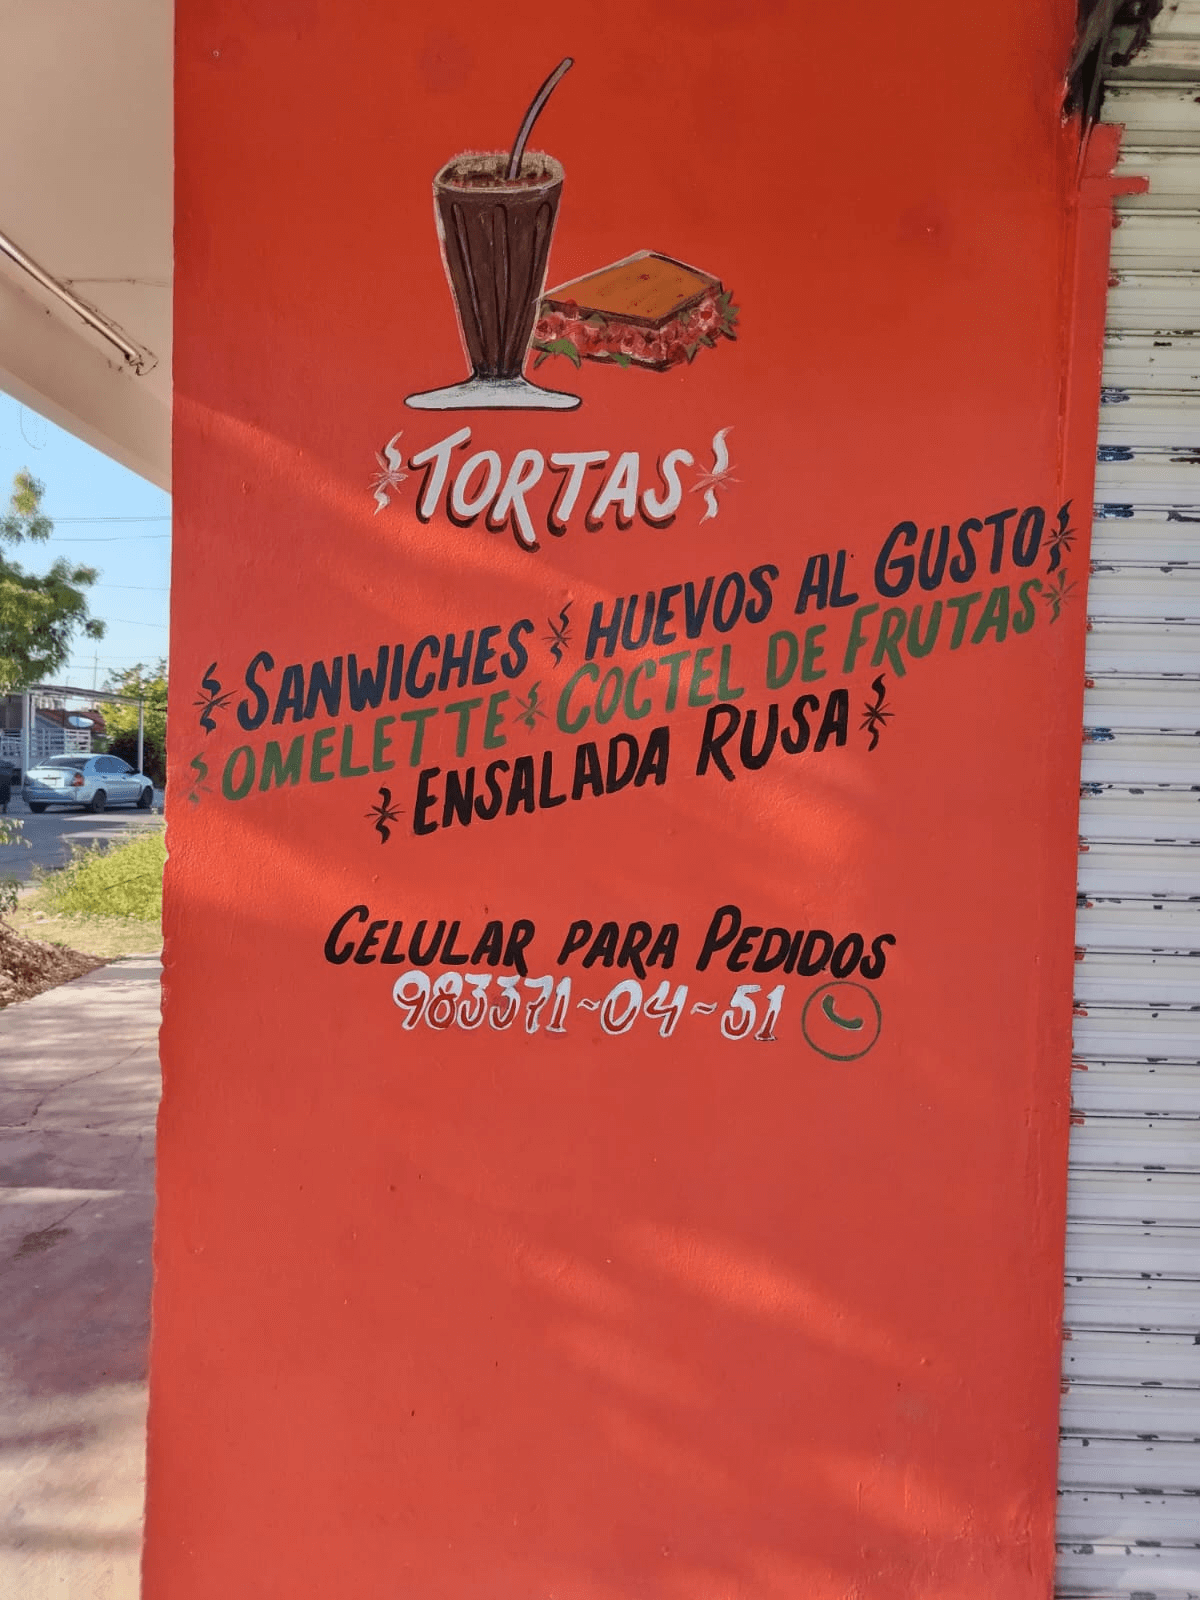 TORTAS
SANWICHES HUEVOS AL GUSTO
OMELETTE COCTEL DE FRUTAS
ENSALADA RUSA
CELULAR PARA PEDIDOS
983371-04-51